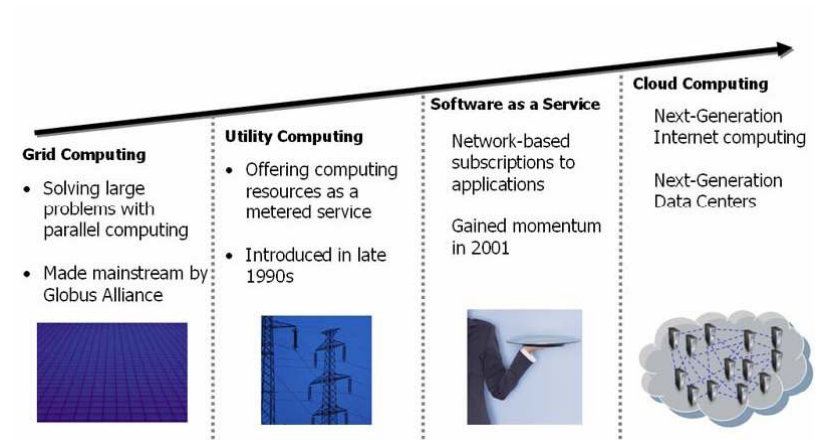 Grid Computing
• Solving large
problems with
parallel computing
• Made mainstream by
Globus Alliance
Utility Computing
• Offering computing
resources as a
metered service
• Introduced in late
1990s
Software as a Service
Network-based
subscriptions to
applications
Gained momentum
in 2001
Cloud Computing
Next-Generation
Internet computing
Next-Generation
Data Centers